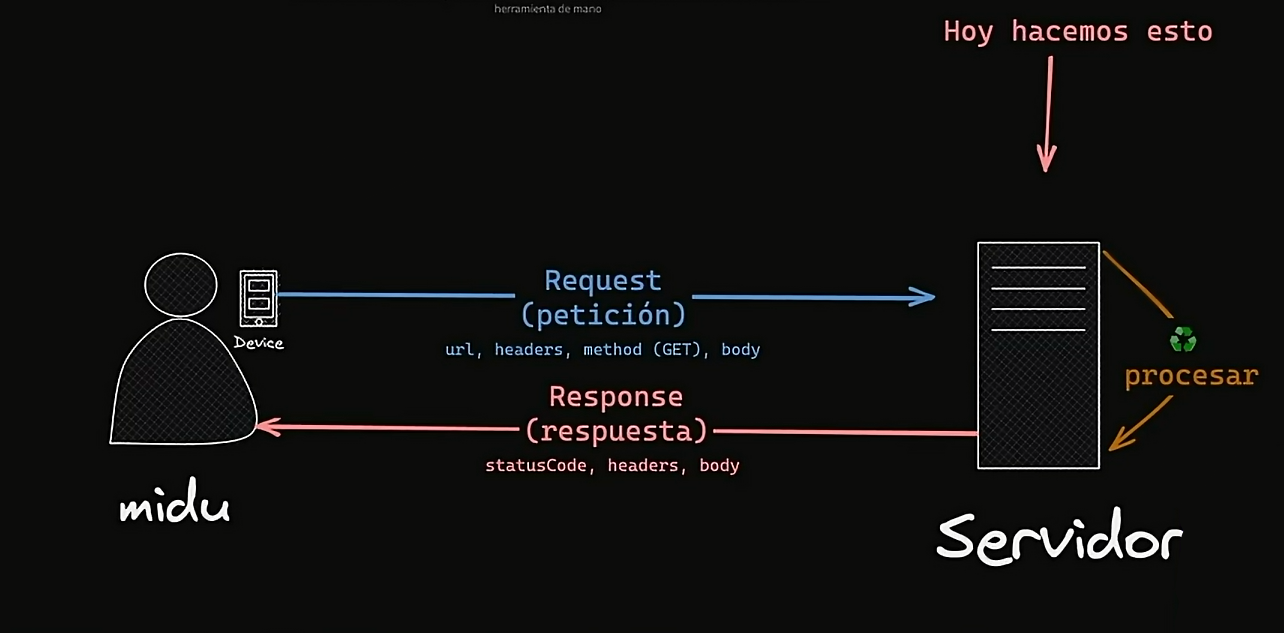 herramienta de mano
Hoy hacemos esto
Request
(petición)
Device
url, headers, method (GET), body
procesar
Response
(respuesta)
statusCode, headers, body
midu
Servidor